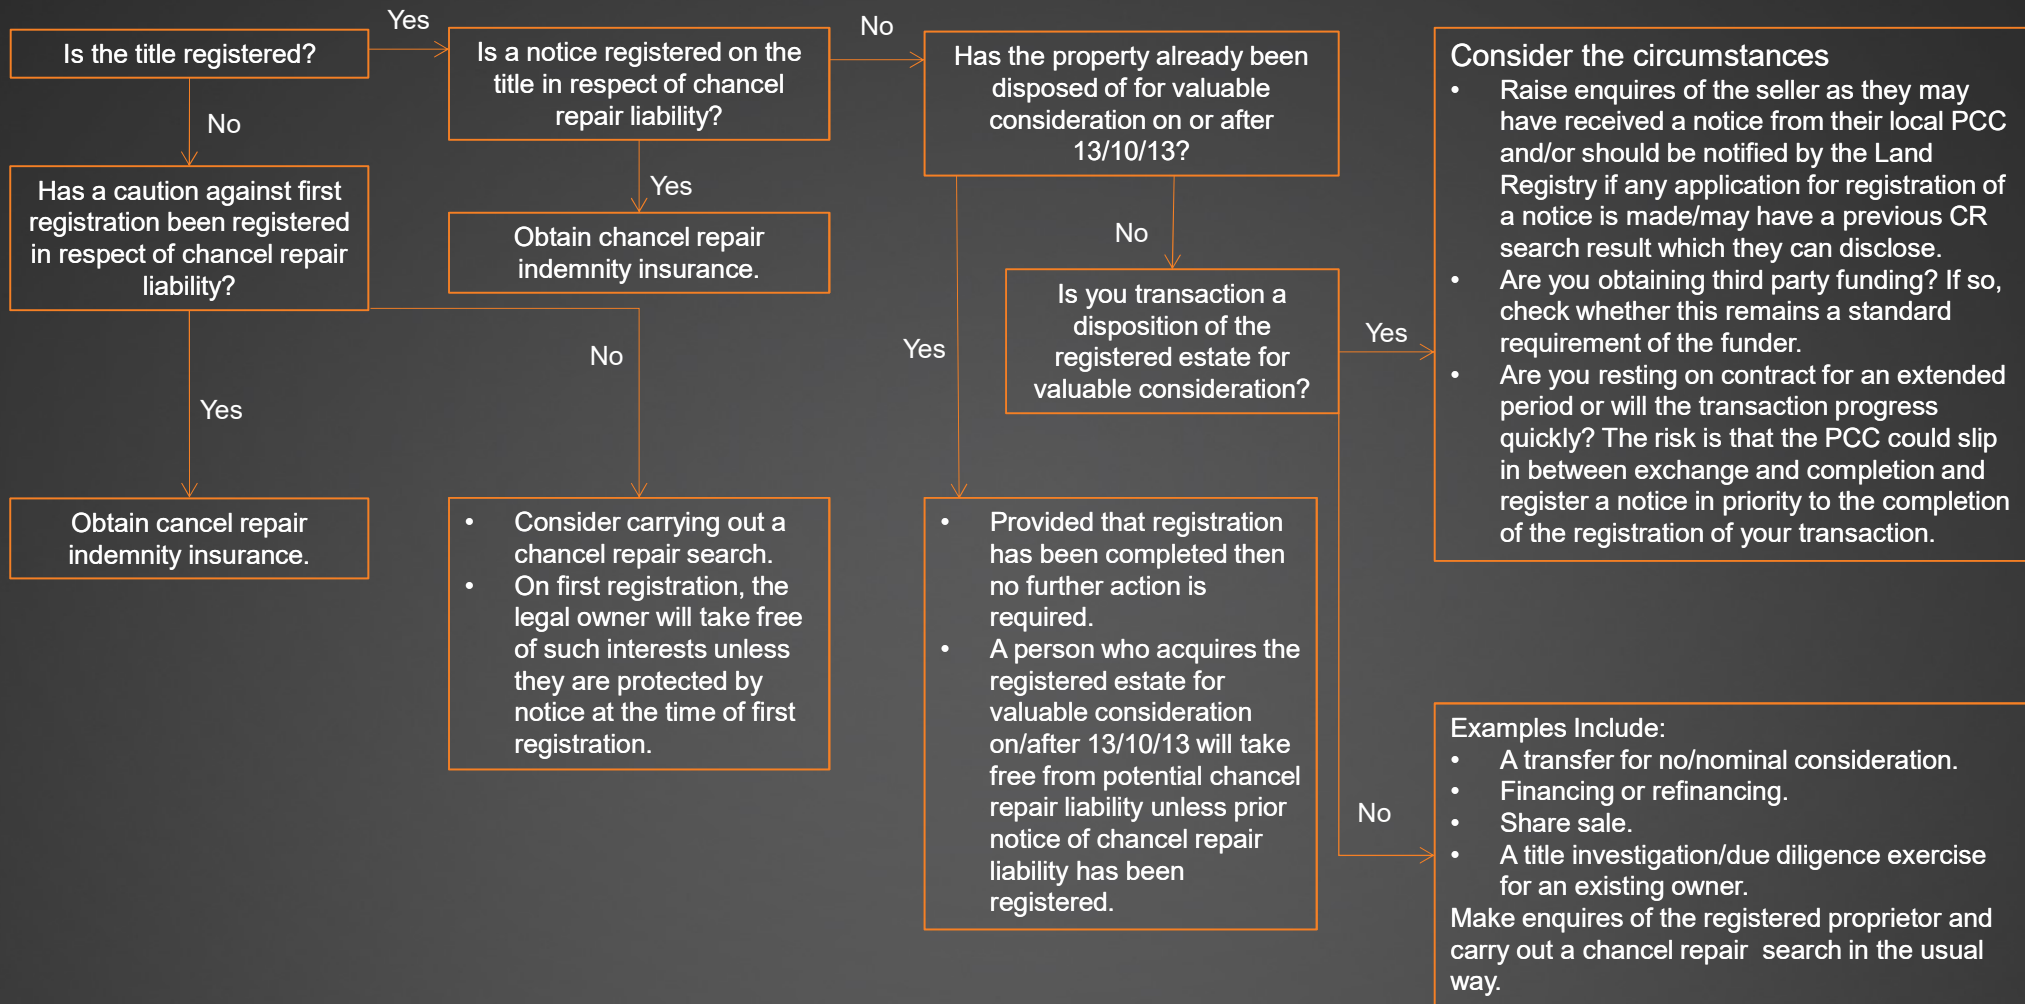 Is the title registered?
Yes
Is a notice registered on the
title in respect of chancel
repair liability?
No
Has the property already been
disposed of for valuable
consideration on or after
13/10/13?
Consider the circumstances
• Raise enquires of the seller as they may
have received a notice from their local PCC
and/or should be notified by the Land
Registry if any application for registration of
a notice is made/may have a previous CR
search result which they can disclose.
• Are you obtaining third party funding? If so,
check whether this remains a standard
requirement of the funder.
• Are you resting on contract for an extended
period or will the transaction progress
quickly? The risk is that the PCC could slip
in between exchange and completion and
register a notice in priority to the completion
of the registration of your transaction.
No
Has a caution against first
registration been registered
in respect of chancel repair
liability?
Yes
Obtain chancel repair
indemnity insurance.
No
Is you transaction a
disposition of the
registered estate for
valuable consideration?
Yes
Yes
No
Yes
Obtain cancel repair
indemnity insurance.
• Consider carrying out a
chancel repair search.
• On first registration, the
legal owner will take free
of such interests unless
they are protected by
notice at the time of first
registration.
• Provided that registration
has been completed then
no further action is
required.
• A person who acquires the
registered estate for
valuable consideration
on/after 13/10/13 will take
free from potential chancel
repair liability unless prior
notice of chancel repair
liability has been
registered.
No
Examples Include:
• A transfer for no/nominal consideration.
• Financing or refinancing.
• Share sale.
• A title investigation/due diligence exercise
for an existing owner.
Make enquires of the registered proprietor and
carry out a chancel repair  search in the usual
way.